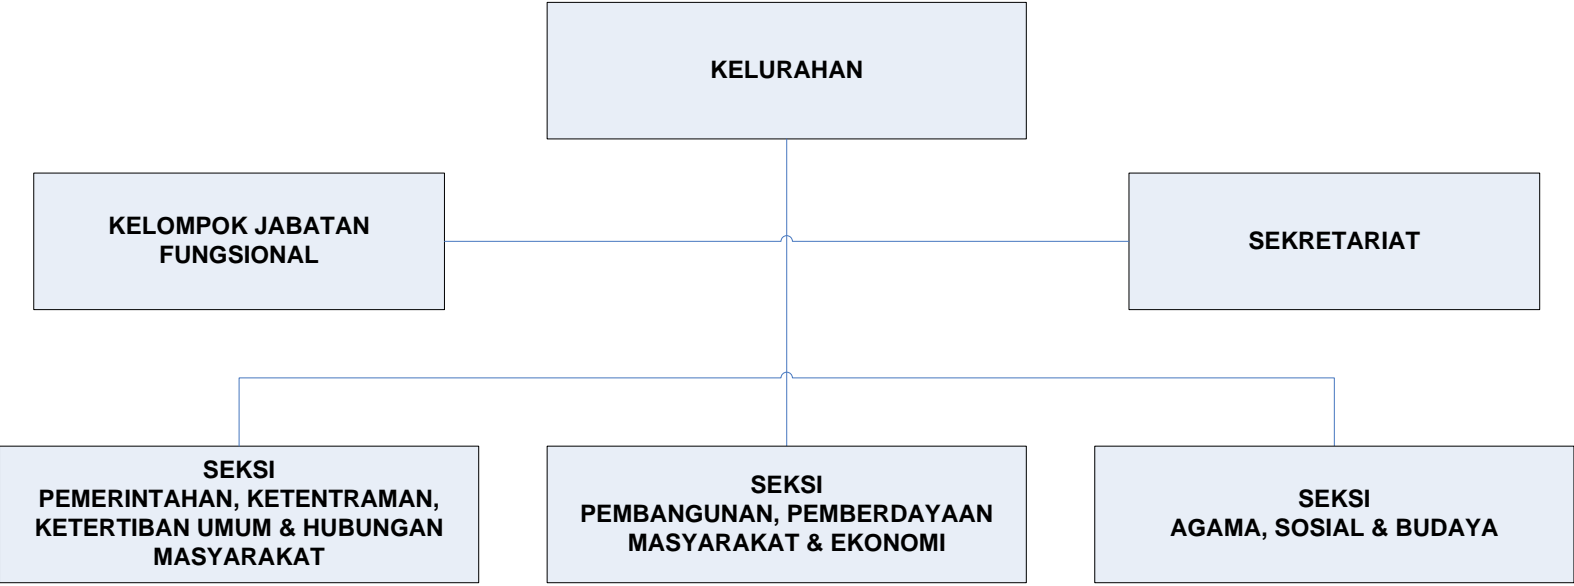 KELURAHAN
KELOMPOK JABATAN
FUNGSIONAL
SEKRETARIAT
SEKSI
PEMERINTAHAN, KETENTRAMAN,
KETERTIBAN UMUM & HUBUNGAN
MASYARAKAT
SEKSI
PEMBANGUNAN, PEMBERDAYAAN
MASYARAKAT & EKONOMI
SEKSI
AGAMA, SOSIAL & BUDAYA